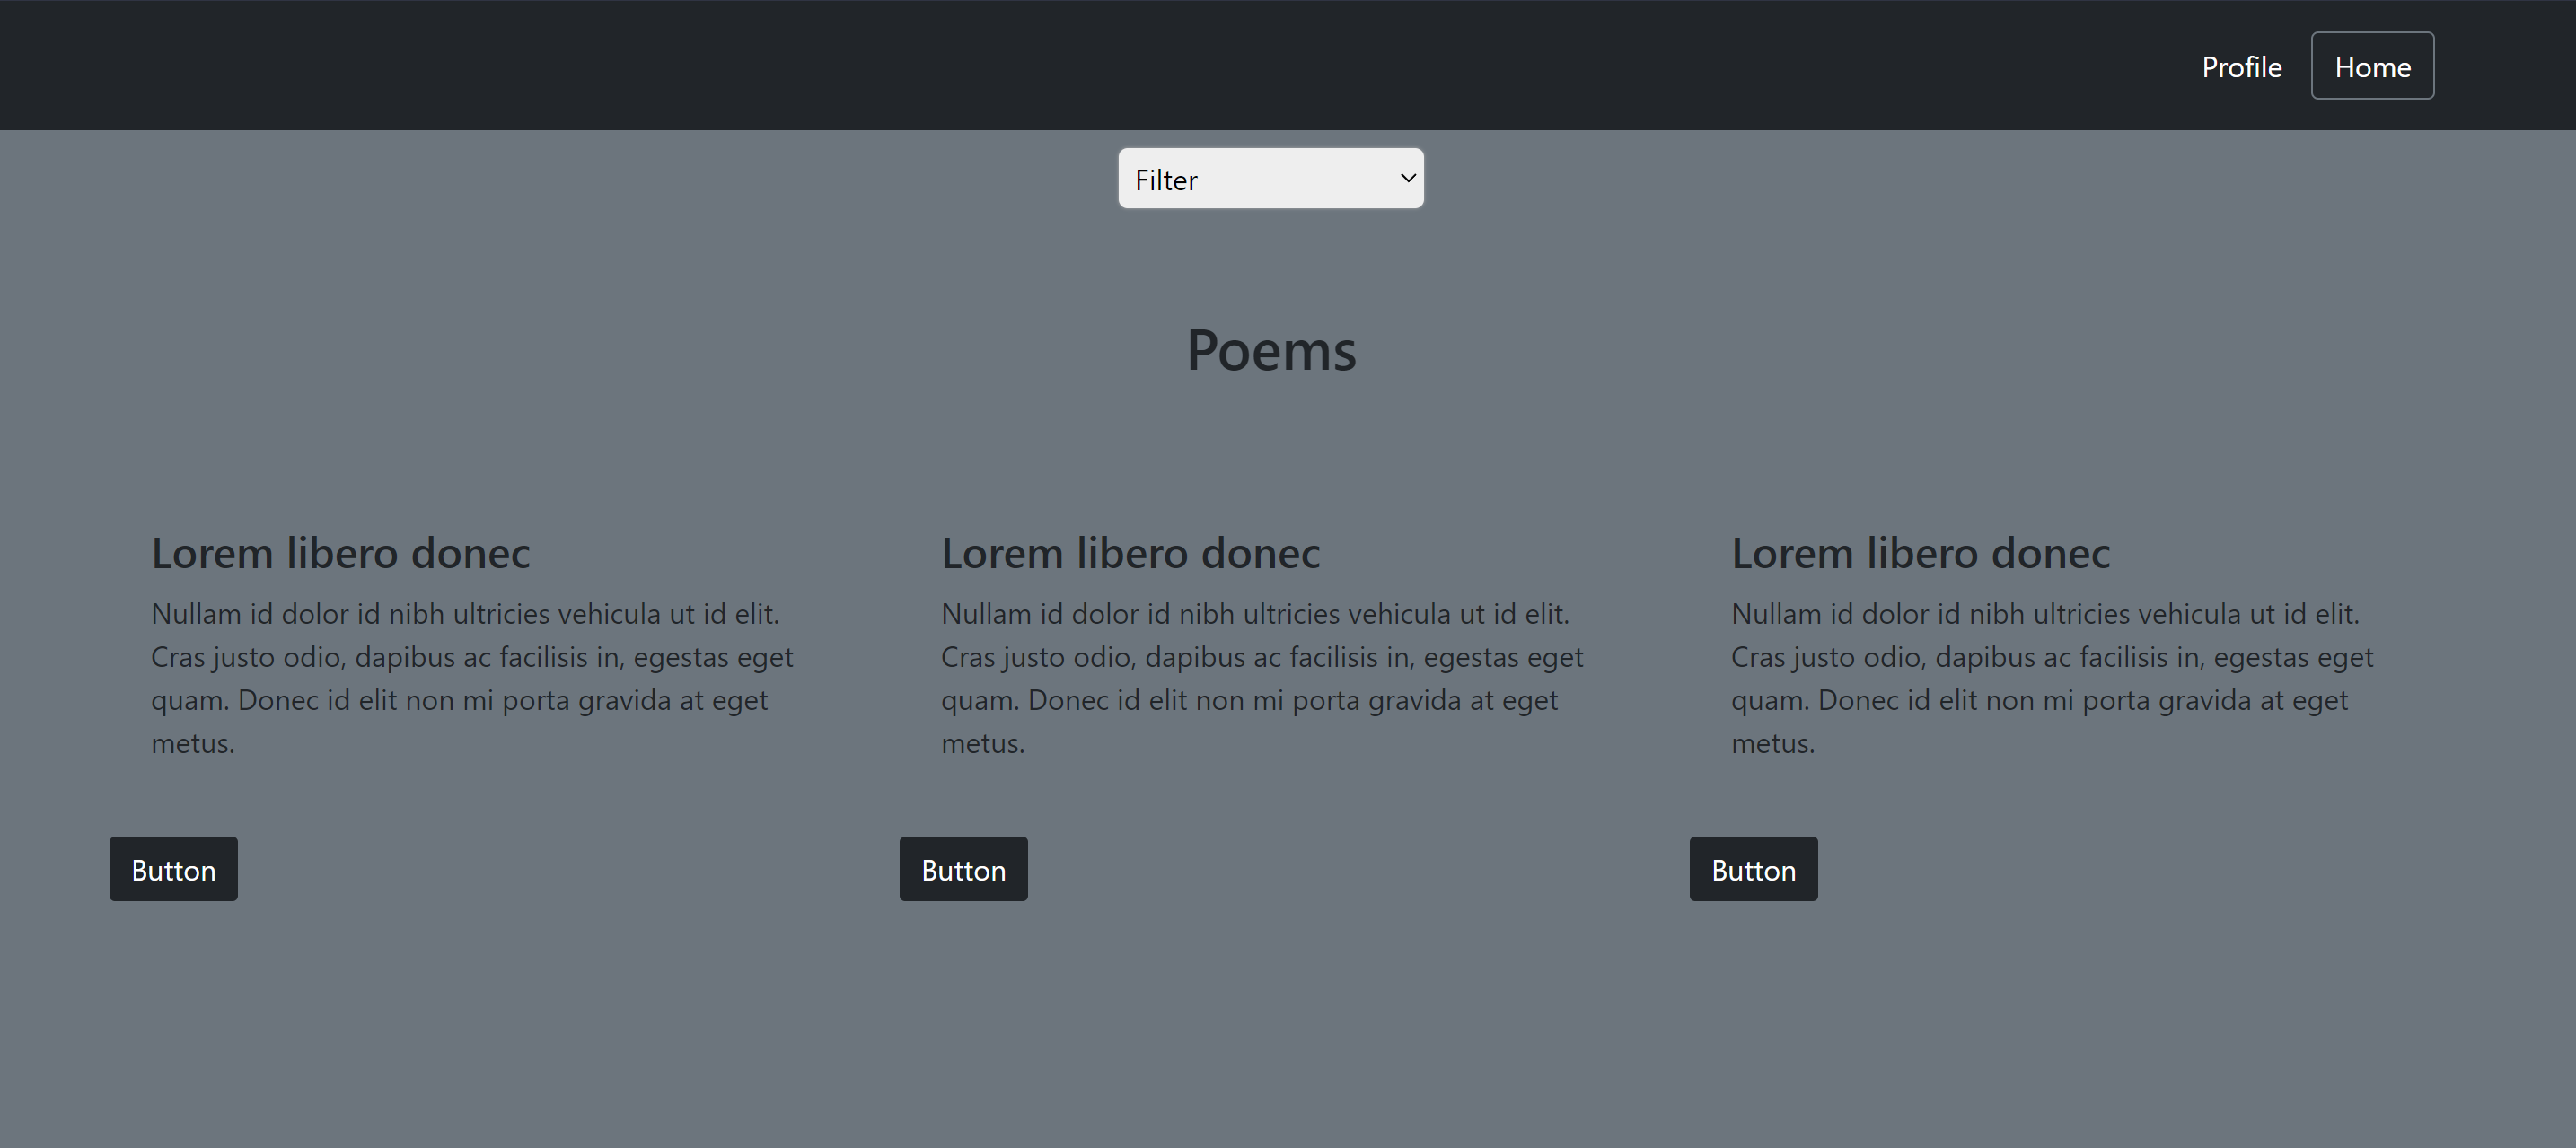 Profile Home
Filter
Poems
Lorem libero donec
Nullam id dolor id nibh ultricies vehicula ut id elit.
Cras justo odio, dapibus ac facilisis in, egestas eget
quam. Donec id elit non mi porta gravida at eget
metus.
Button
Lorem libero donec
Nullam id dolor id nibh ultricies vehicula ut id elit.
Cras justo odio, dapibus ac facilisis in, egestas eget
quam. Donec id elit non mi porta gravida at eget
metus.
Button
Lorem libero donec
Nullam id dolor id nibh ultricies vehicula ut id elit.
Cras justo odio, dapibus ac facilisis in, egestas eget
quam. Donec id elit non mi porta gravida at eget
metus.
Button